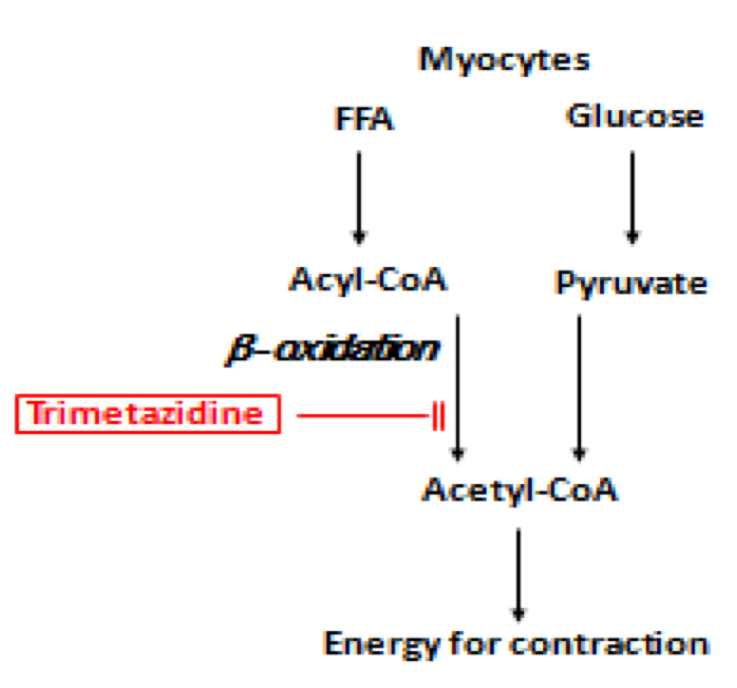 Myocytes
FFA
Glucose
Acyl-CoA
Pyruvate
β-oxidation
Trimetazidine
Acetyl-CoA
Energy for contraction